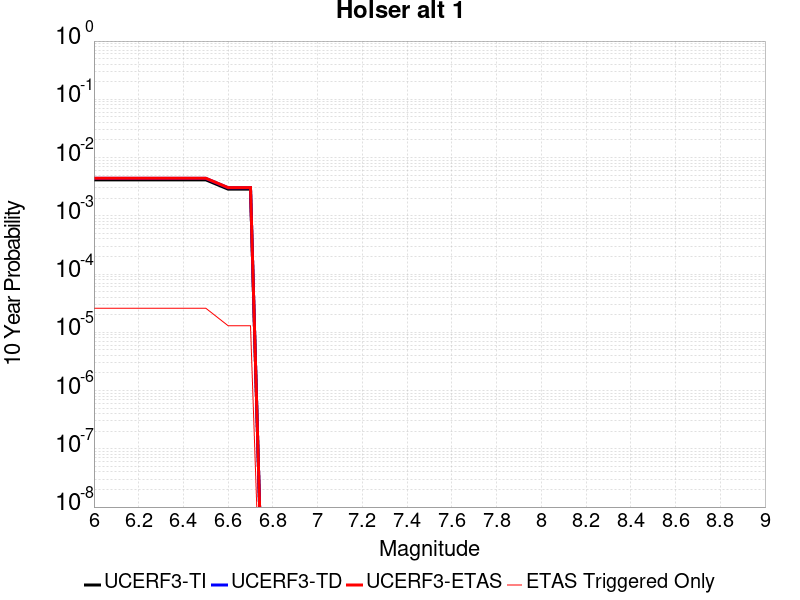 Holser alt 1
10 Year Probability
10^0
10^-1
10^-2
10^-3
10^-4
10^-5
10^-6
10^-7
10^-8
6 6.2 6.4 6.6 6.8 7 7.2 7.4 7.6 7.8 8 8.2 8.4 8.6 8.8 9
Magnitude
UCERF3-TI UCERF3-TD UCERF3-ETAS ETAS Triggered Only